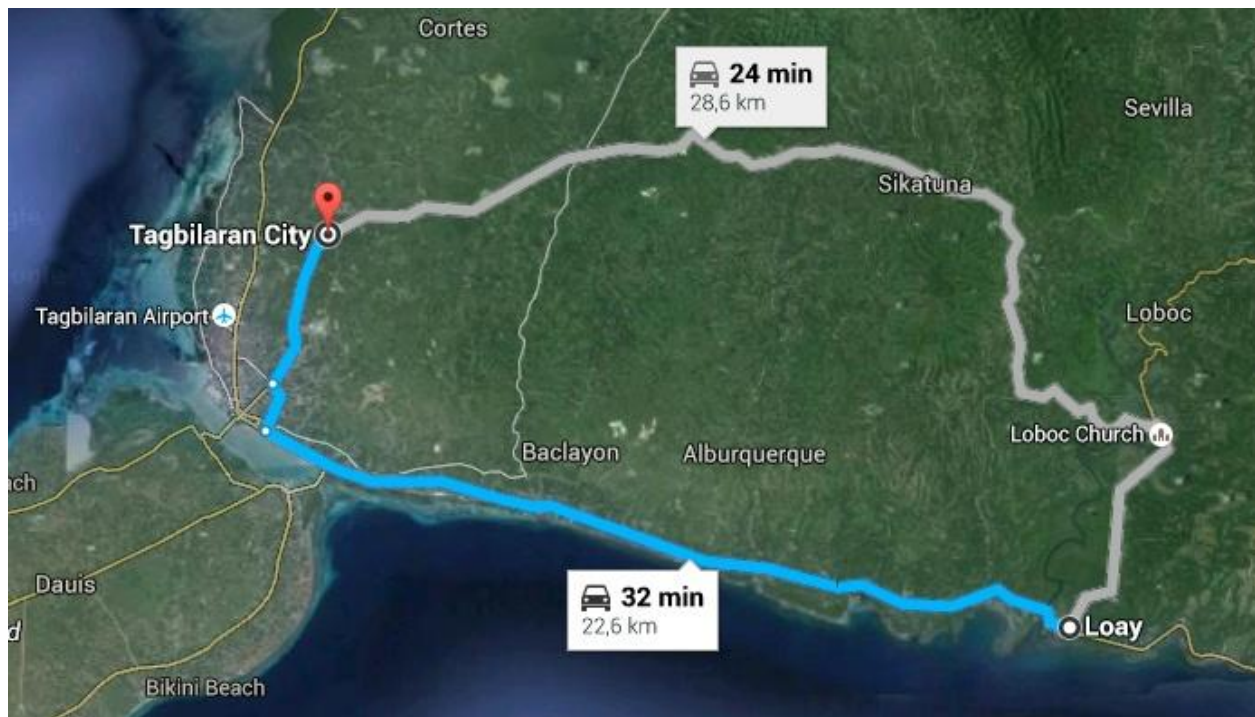 Cortes
24 min
28,6 km
Sevilla
Sikatuna
Tagbilaran City
Tagbilaran Airport
Loboc
Loboc Church
Baclayon
Alburquerque
ach
Dauis
32 min
22,6 km
Loay
d
Bikini Beach